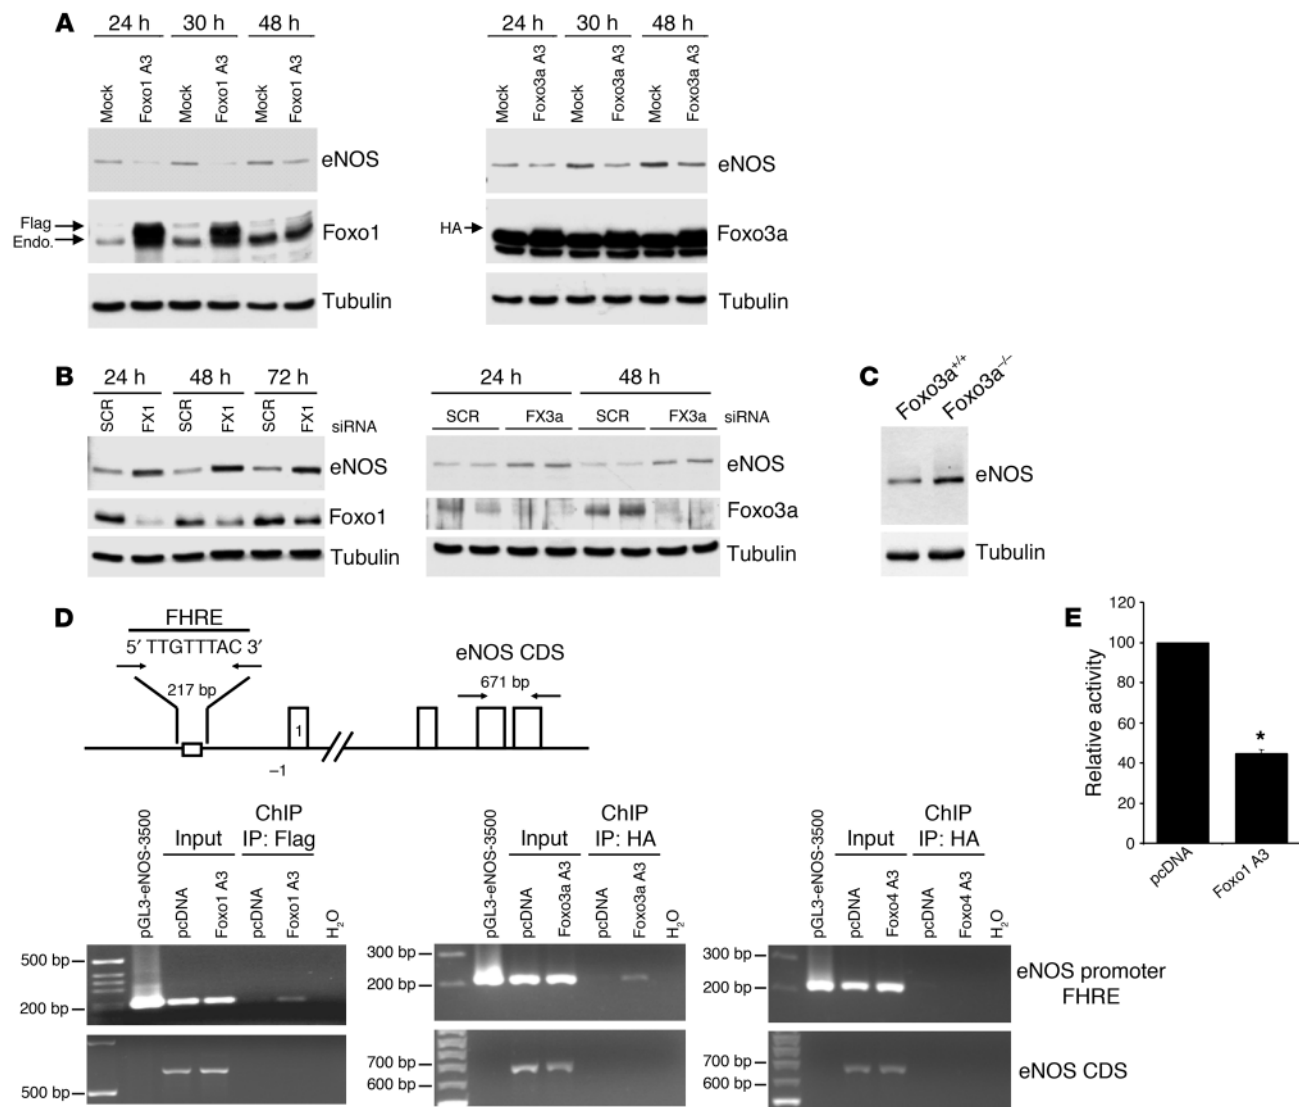 A
24 h 30 h 48 h
Mock Foxo1 A3 Mock Foxo1 A3 Mock Foxo1 A3
eNOS
Flag
Endo.
Foxo1
Tubulin
24 h 30 h 48 h
Mock Foxo3a A3 Mock Foxo3a A3 Mock Foxo3a A3
eNOS
HA
Foxo3a
Tubulin
B
24 h 48 h 72 h
SCR FX1 SCR FX1 SCR FX1 siRNA
eNOS
Foxo1
Tubulin
24 h 48 h
SCR FX3a SCR FX3a siRNA
eNOS
Foxo3a
Tubulin
C
Foxo3a+/+ Foxo3a−/−
eNOS
Tubulin
D
FHRE
5′ TTGTTTAC 3′
217 bp
eNOS CDS
671 bp
1
–1
pGL3-eNOS-3500
Input
ChIP
IP: Flag
pcDNA Foxo1 A3 pcDNA Foxo1 A3 H2O
500 bp
200 bp
500 bp
pGL3-eNOS-3500
Input
ChIP
IP: HA
pcDNA Foxo3a A3 pcDNA Foxo3a A3 H2O
300 bp
200 bp
700 bp
600 bp
pGL3-eNOS-3500
Input
ChIP
IP: HA
pcDNA Foxo4 A3 pcDNA Foxo4 A3 H2O
300 bp
200 bp
700 bp
600 bp
eNOS promoter
FHRE
eNOS CDS
E
Relative activity
120
100
80
60
40
20
0
*
pcDNA
Foxo1 A3